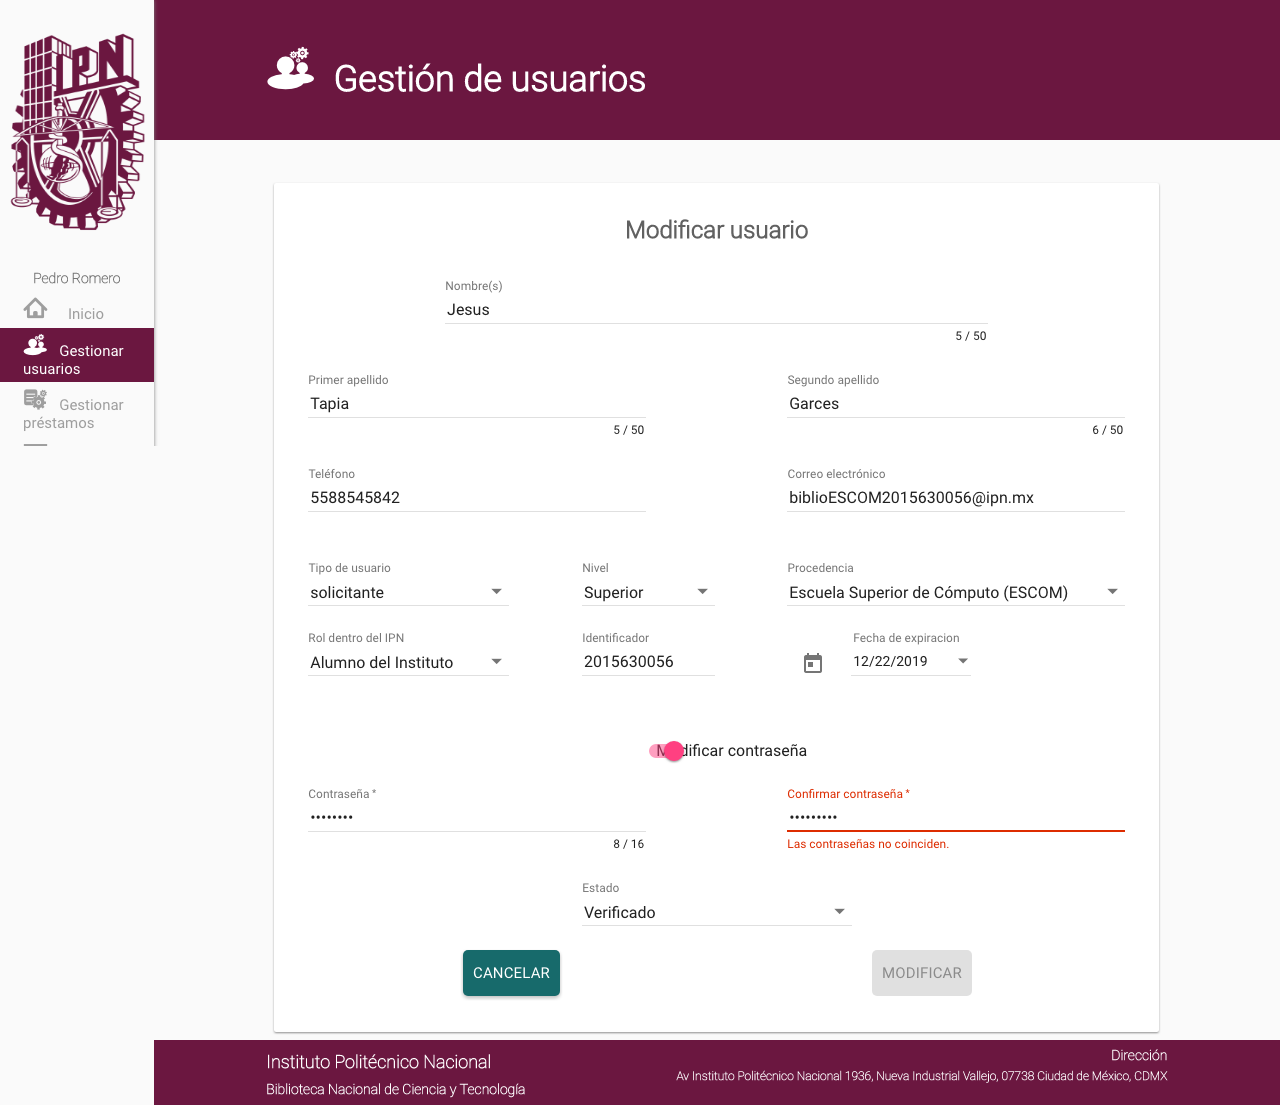 IPN
Pedro Romero
Inicio
Gestionar
usuarios
Gestionar
préstamos
Gestión de usuarios
Modificar usuario
Nombre(s)
Jesus
5 / 50
Primer apellido
Tapia
5 / 50
Segundo apellido
Garces
6 / 50
Teléfono
5588545842
Correo electrónico
biblioESCOM2015630056@ipn.mx
Tipo de usuario
solicitante
Nivel
Superior
Procedencia
Escuela Superior de Cómputo (ESCOM)
Rol dentro del IPN
Alumno del Instituto
Identificador
2015630056
Fecha de expiracion
12/22/2019
Modificar contraseña
Contraseña *
••••••••
8 / 16
Confirmar contraseña *
•••••••••
Las contraseñas no coinciden.
Estado
Verificado
CANCELAR
MODIFICAR
Instituto Politécnico Nacional
Biblioteca Nacional de Ciencia y Tecnología
Dirección
Av Instituto Politécnico Nacional 1936, Nueva Industrial Vallejo, 07738 Ciudad de México, CDMX